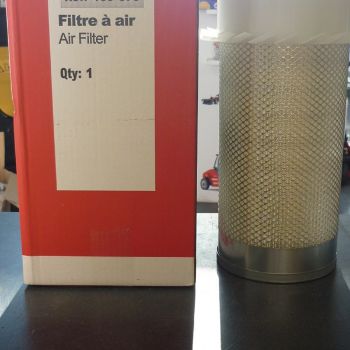 Filtre à air
Air Filter
Qty: 1